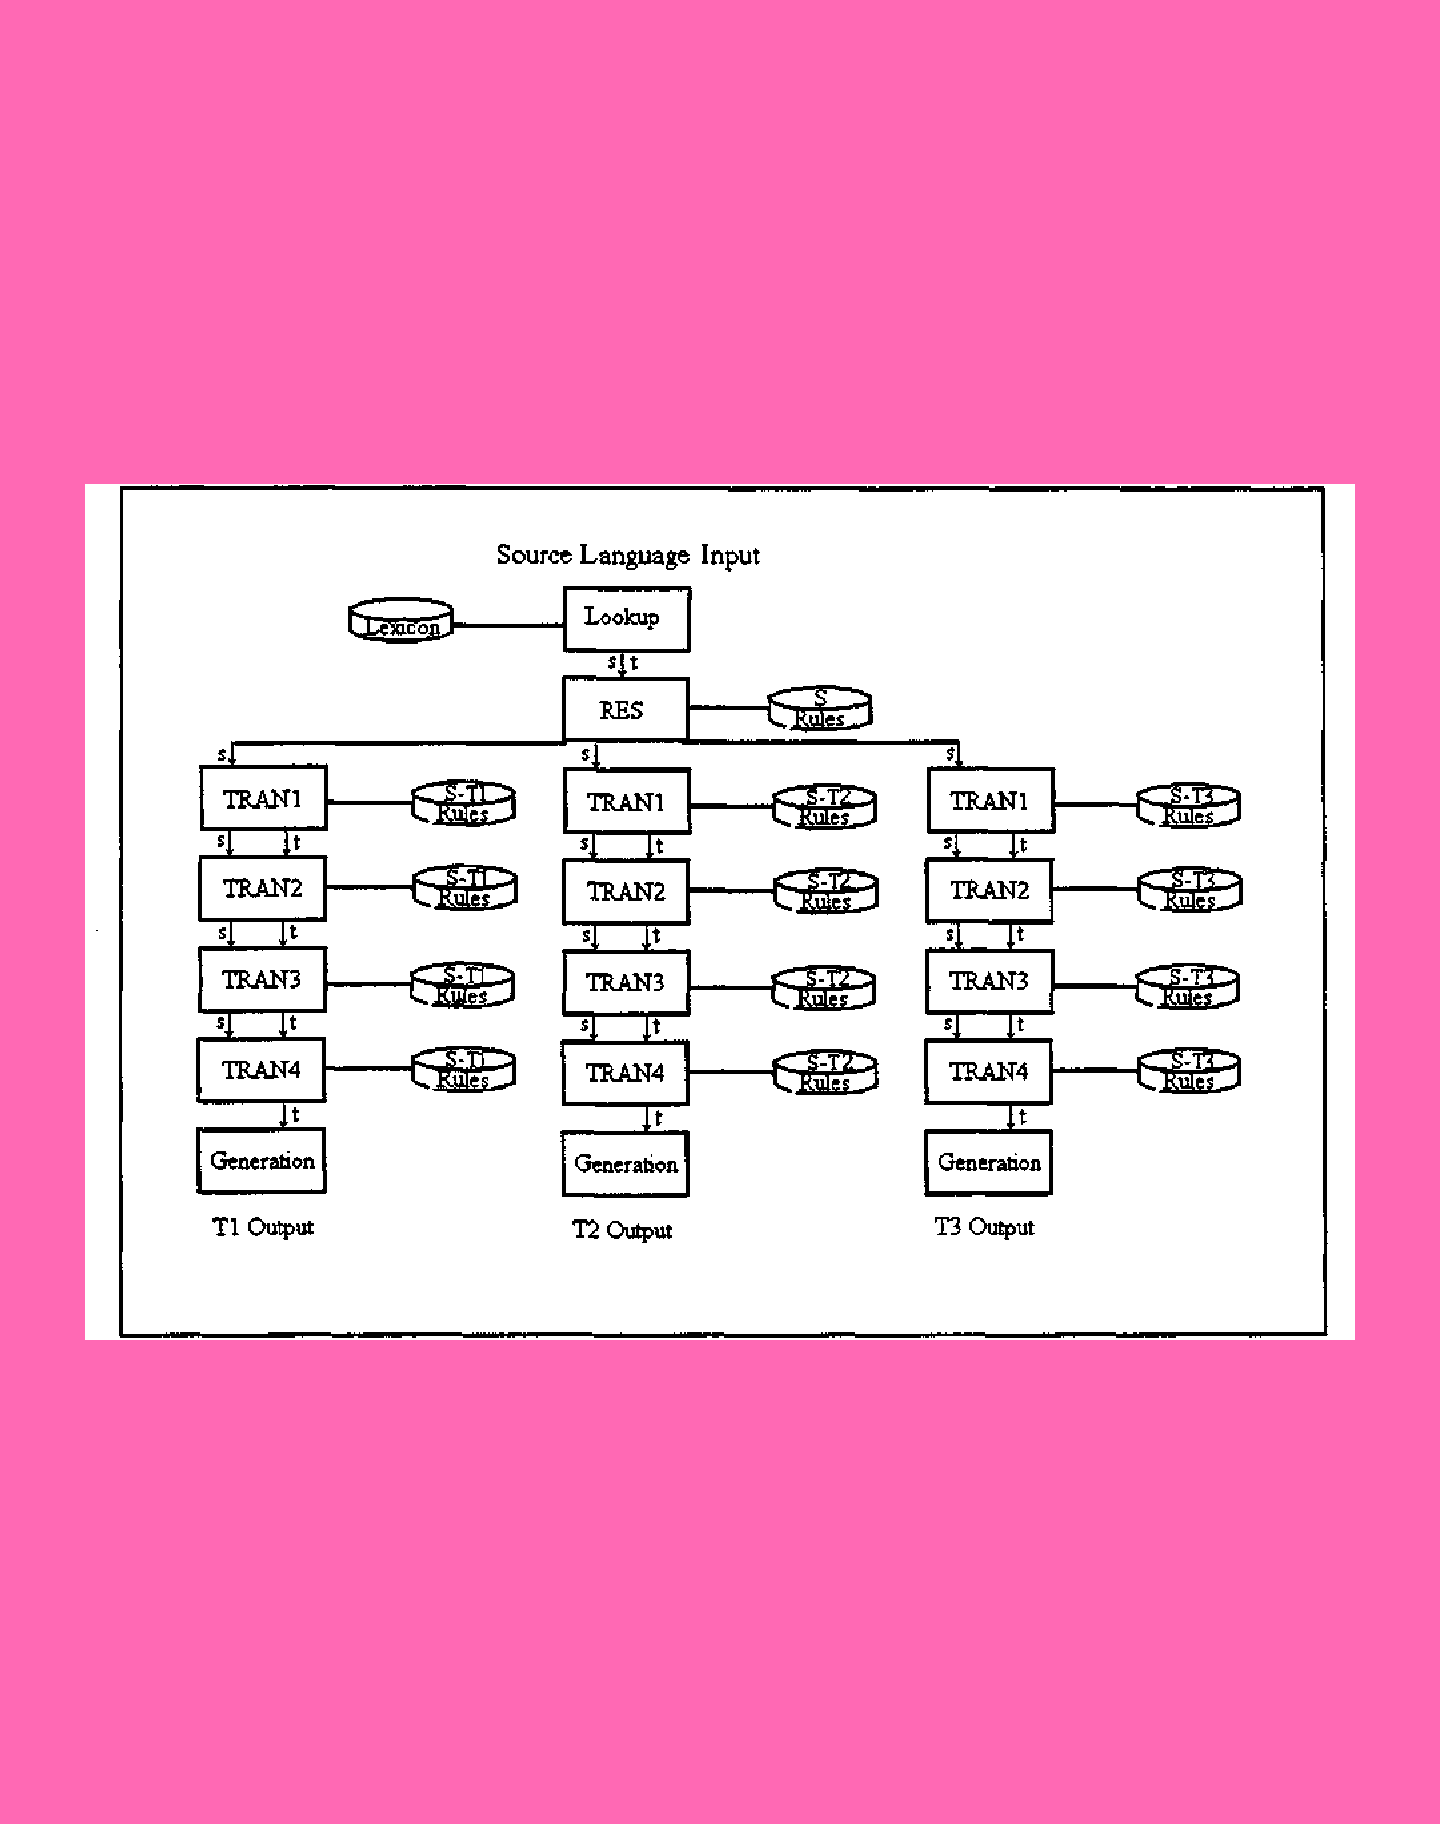 Source Language Input
Lexicon
Lookup
s t
RES
S
Rules
s s s
TRAN1
S-T1
Rules
TRAN1
S-T2
Rules
TRAN1
S-T3
Rules
s t s t s t
TRAN2
S-T1
Rules
TRAN2
S-T2
Rules
TRAN2
S-T3
Rules
s t s t s t
TRAN3
S-T1
Rules
TRAN3
S-T2
Rules
TRAN3
S-T3
Rules
s t s t s t
TRAN4
S-T1
Rules
TRAN4
S-T2
Rules
TRAN4
S-T3
Rules
t t t
Generation Generation Generation
T1 Output T2 Output T3 Output